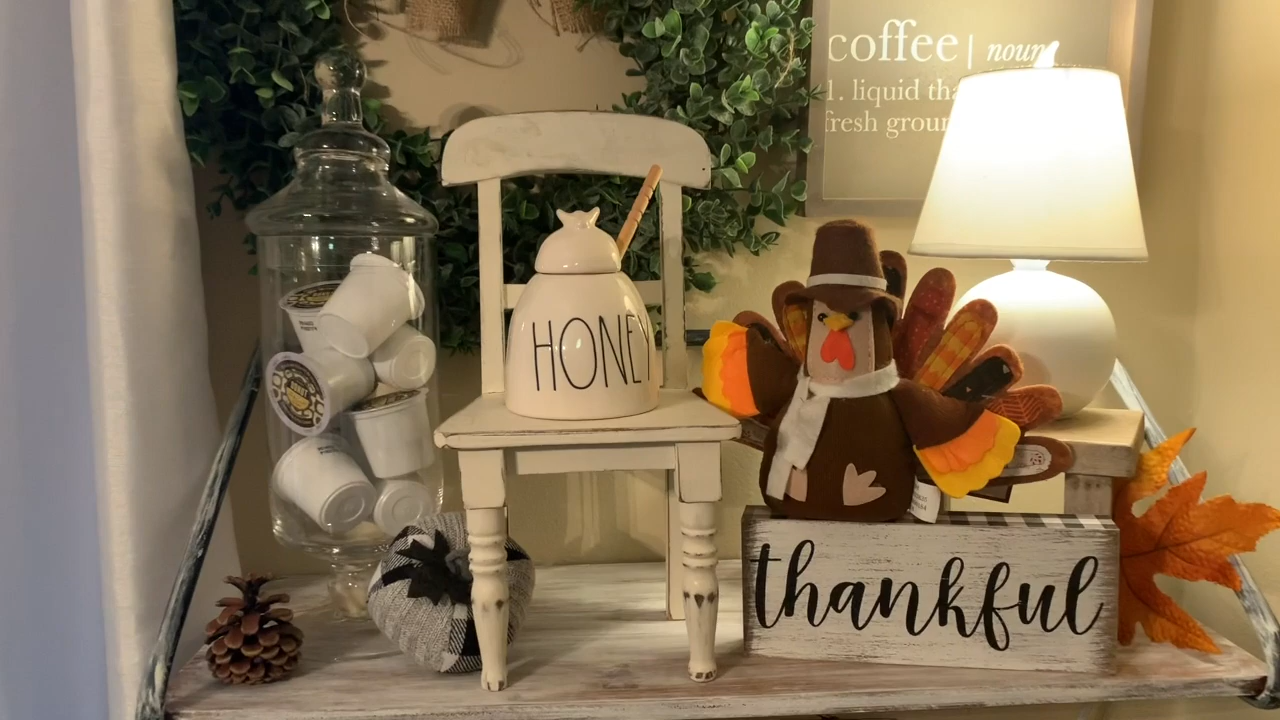 coffee | noun
1. liquid tha
fresh groun
HONEY
thankful